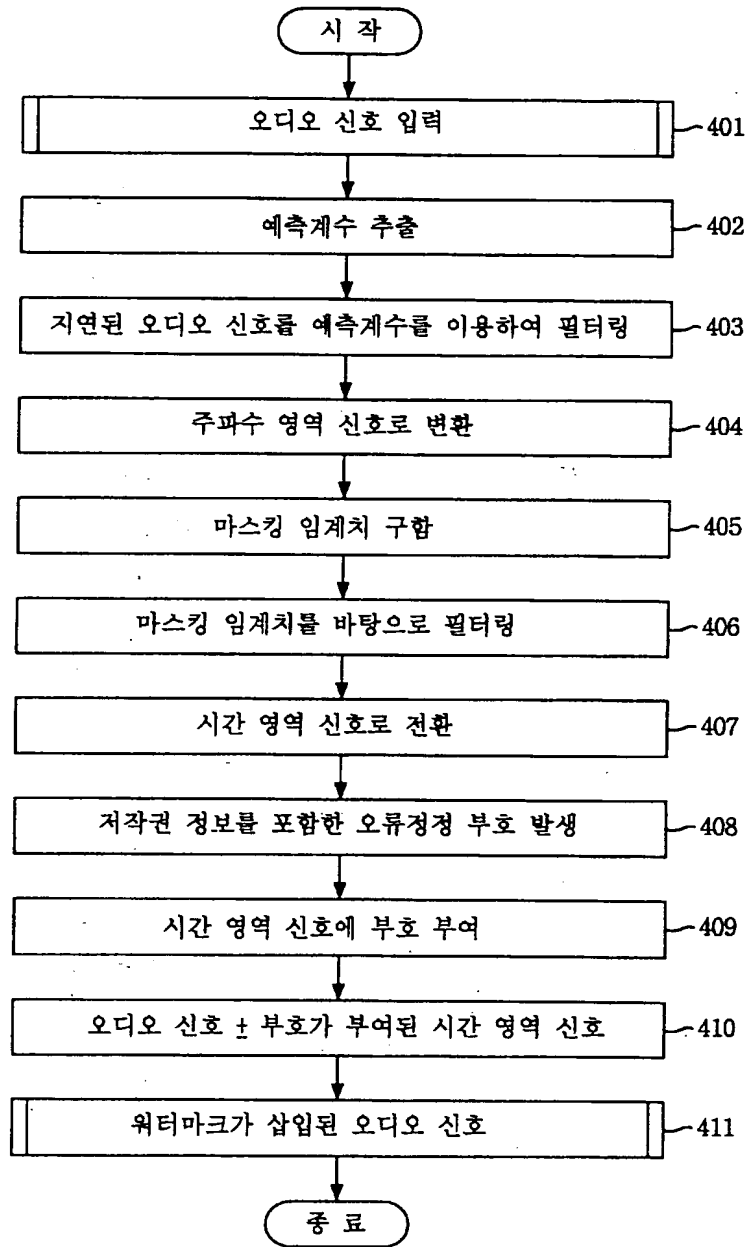 시 작
오디오 신호 입력
401
예측계수 추출
402
지연된 오디오 신호를 예측계수를 이용하여 필터링
403
주파수 영역 신호로 변환
404
마스킹 임계치 구함
405
마스킹 임계치를 바탕으로 필터링
406
시간 영역 신호로 전환
407
저작권 정보를 포함한 오류정정 부호 발생
408
시간 영역 신호에 부호 부여
409
오디오 신호 ± 부호가 부여된 시간 영역 신호
410
워터마크가 삽입된 오디오 신호
411
종 료